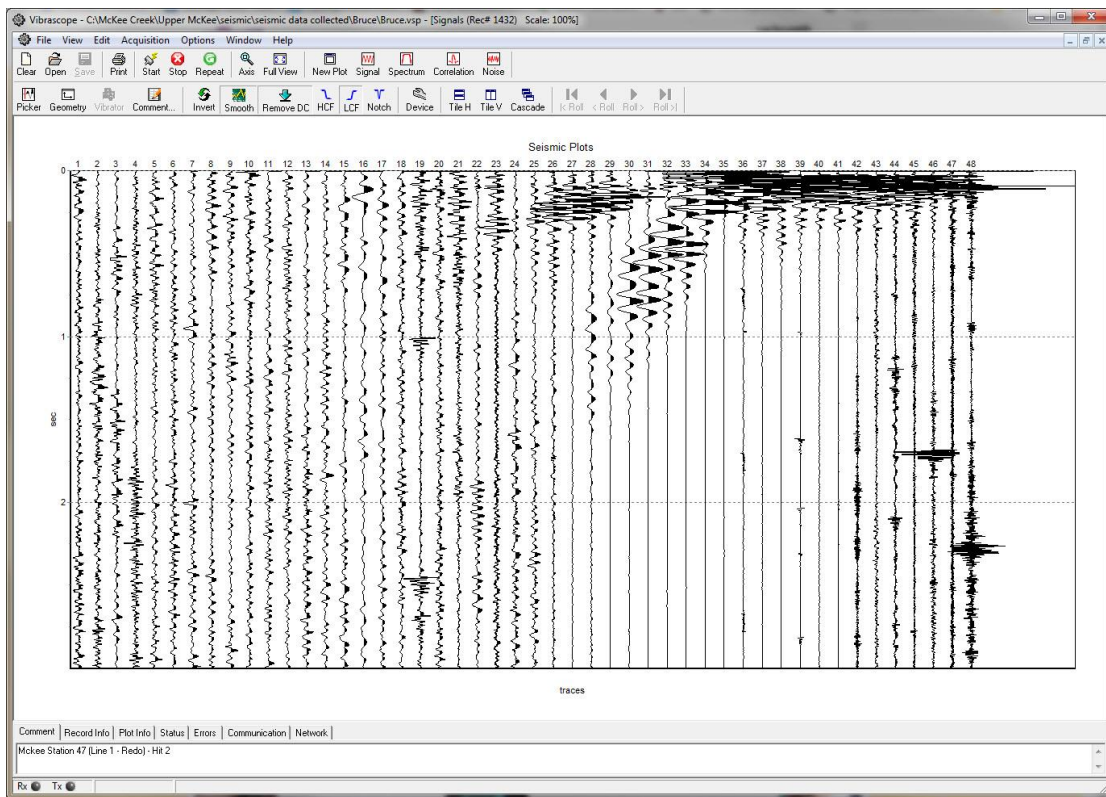 Vibrascope - C:\McKee Creek\Upper McKee\seismic\seismic data collected\Bruce\Bruce.vsp - [Signals (Rec# 1432) Scale: 100%]
File View Edit Acquisition Options Window Help
Clear Open Save Print Start Stop Repeat Axis Full View New Plot Signal Spectrum Correlation Noise
Picker Geometry Vibrator Comment... Invert Smooth Remove DC HCF LCF Notch Device Tile H Tile V Cascade |< Roll < Roll Roll > Roll >|
Seismic Plots
1 2 3 4 5 6 7 8 9 10 11 12 13 14 15 16 17 18 19 20 21 22 23 24 25 26 27 28 29 30 31 32 33 34 35 36 37 38 39 40 41 42 43 44 45 46 47 48
0
1
sec
2
traces
Comment Record Info Plot Info Status Errors Communication Network
Mckee Station 47 (Line 1 - Redo) - Hit 2
Rx Tx